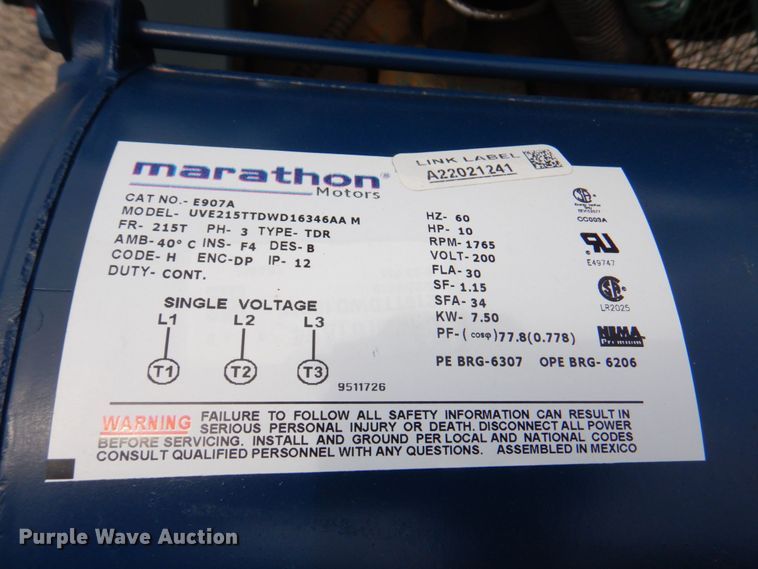 marathon®
Motors
LINK LABEL
A22021241
CAT NO.- E907A
MODEL- UVE215TTDWD16346AA M
FR- 215T PH- 3 TYPE- TDR
AMB-40°C INS- F4 DES- B
CODE- H ENC-DP IP- 12
DUTY- CONT.
SINGLE VOLTAGE
L1 L2 L3
T1 T2 T3
9511726
HZ- 60
HP- 10
RPM-1765
VOLT-200
FLA-30
SF-1.15
SFA-34
KW- 7.50
PF-(cosφ)77.8(0.778)
PE BRG-6307 OPE BRG- 6206
CC003A
E49747
LR2025
NEMA
Premium
WARNING FAILURE TO FOLLOW ALL SAFETY INFORMATION CAN RESULT IN
SERIOUS PERSONAL INJURY OR DEATH. DISCONNECT ALL POWER
BEFORE SERVICING. INSTALL AND GROUND PER LOCAL AND NATIONAL CODES
CONSULT QUALIFIED PERSONNEL WITH ANY QUESTIONS. ASSEMBLED IN MEXICO
Purple Wave Auction